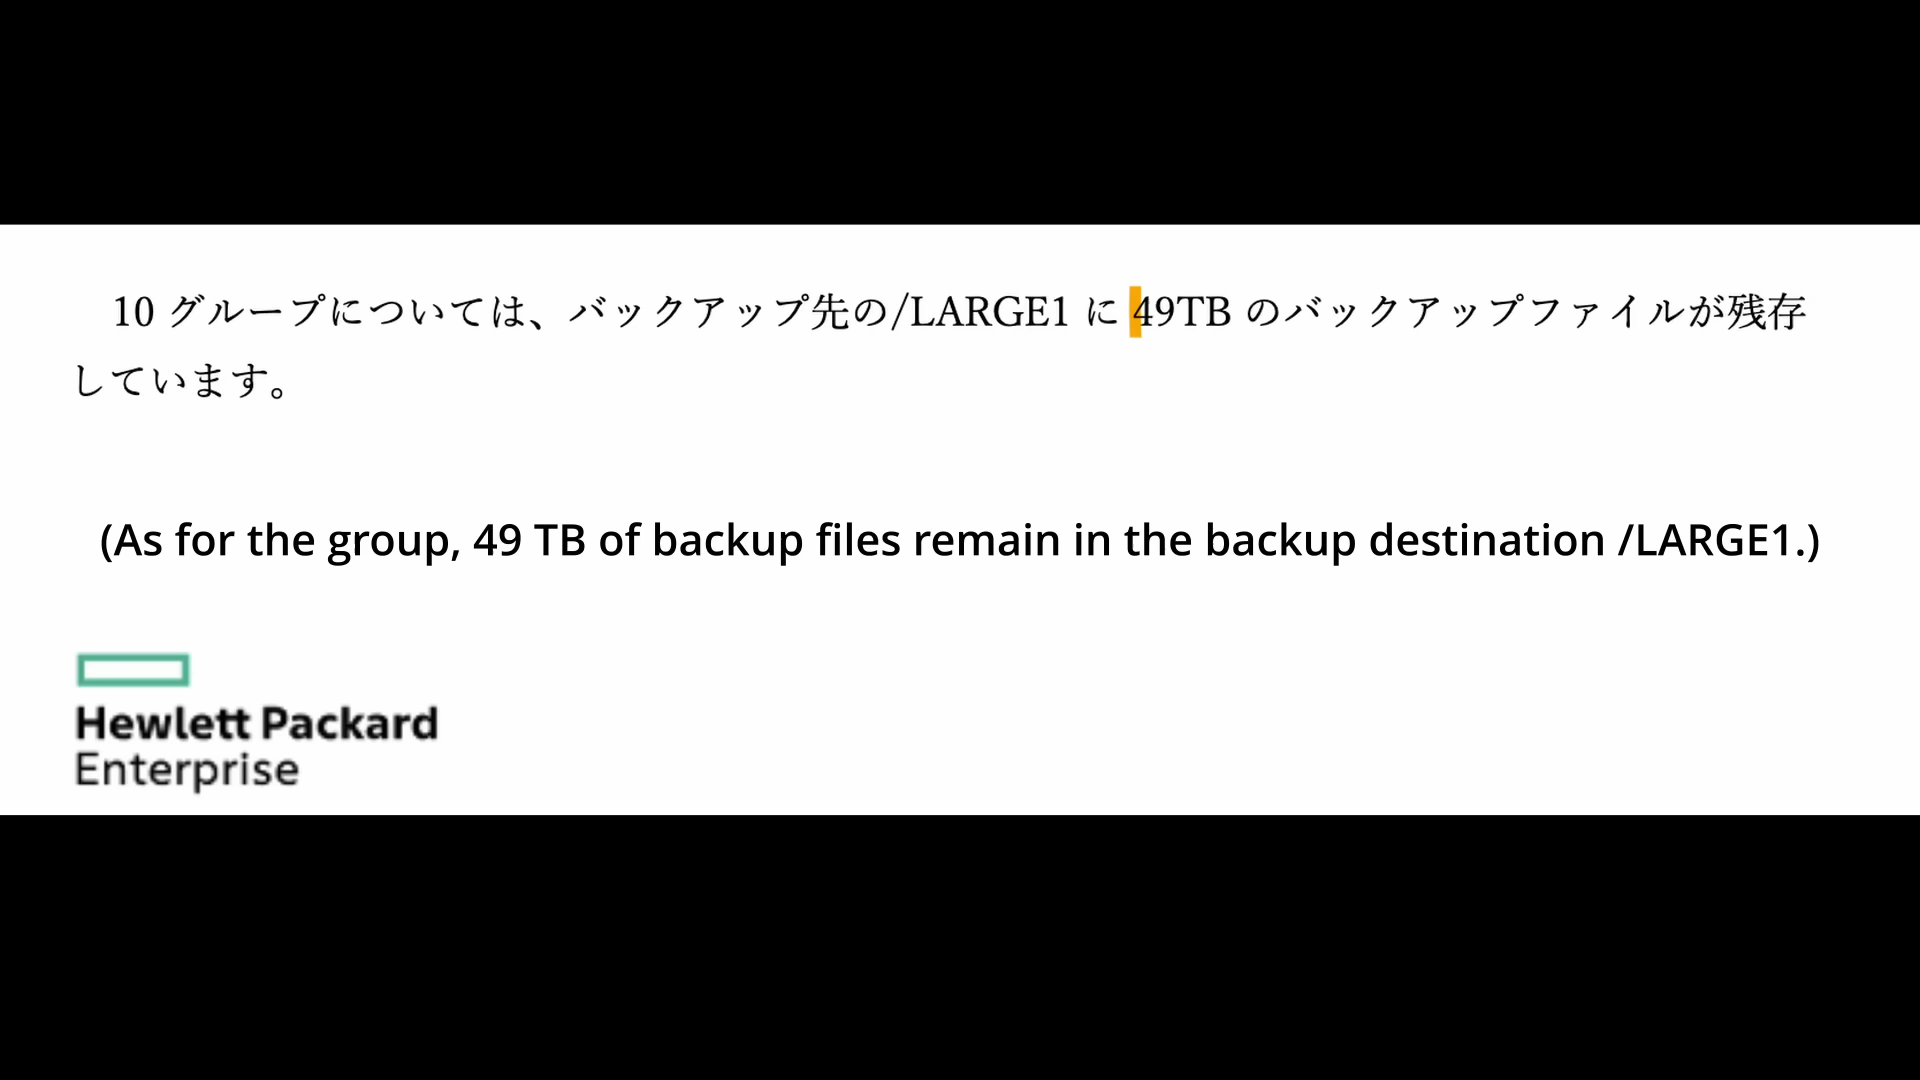 10 グループについては、バックアップ先の/LARGE1 に 49TB のバックアップファイルが残存
しています。
(As for the group, 49 TB of backup files remain in the backup destination /LARGE1.)
Hewlett Packard
Enterprise